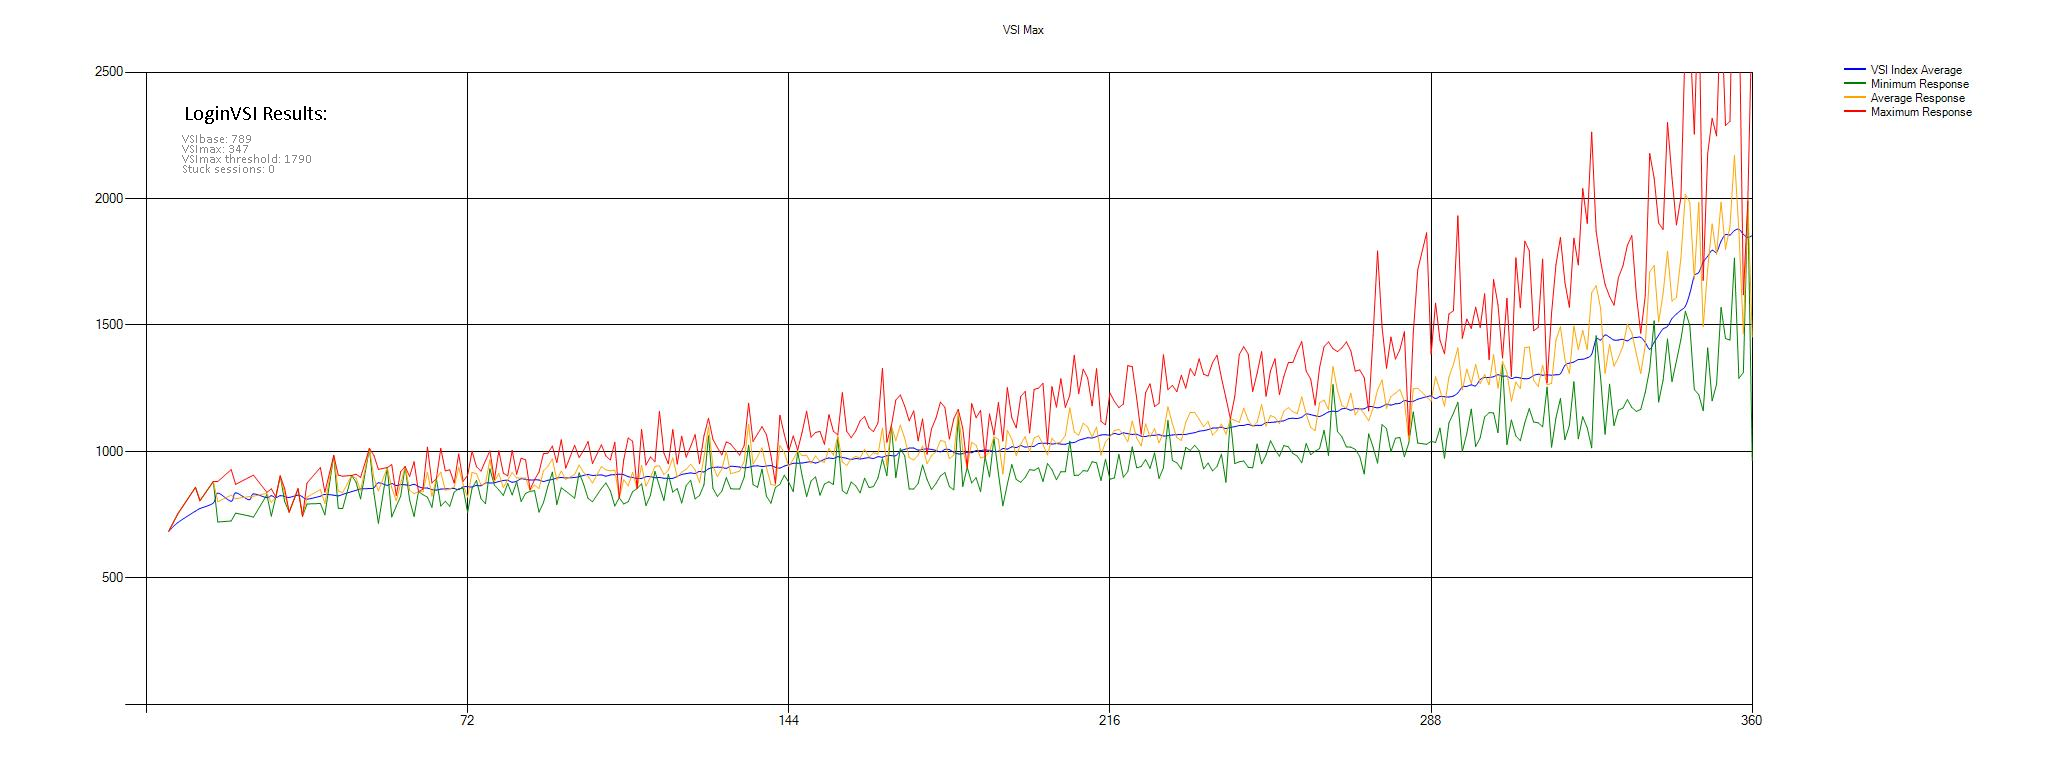 VSI Max
2500
2000
1500
1000
500
72
144
216
288
360
LoginVSI Results:
VSIbase: 789
VSImax: 347
VSImax threshold: 1790
Stuck sessions: 0
VSI Index Average
Minimum Response
Average Response
Maximum Response